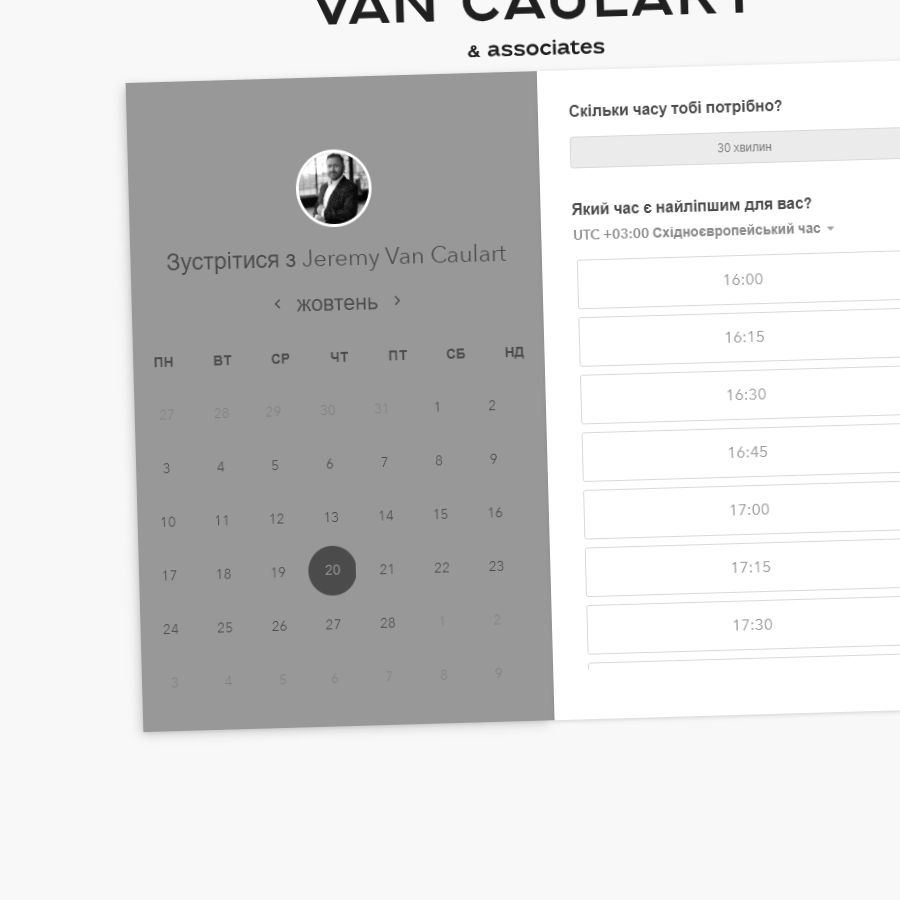 VAN CAULART
& associates
Зустрітися з Jeremy Van Caulart
‹ жовтень ›
ПН ВТ СР ЧТ ПТ СБ НД
27 28 29 30 31 1 2
3 4 5 6 7 8 9
10 11 12 13 14 15 16
17 18 19 20 21 22 23
24 25 26 27 28 1 2
3 4 5 6 7 8 9
Скільки часу тобі потрібно?
30 хвилин
Який час є найліпшим для вас?
UTC +03:00 Східноєвропейський час
16:00
16:15
16:30
16:45
17:00
17:15
17:30